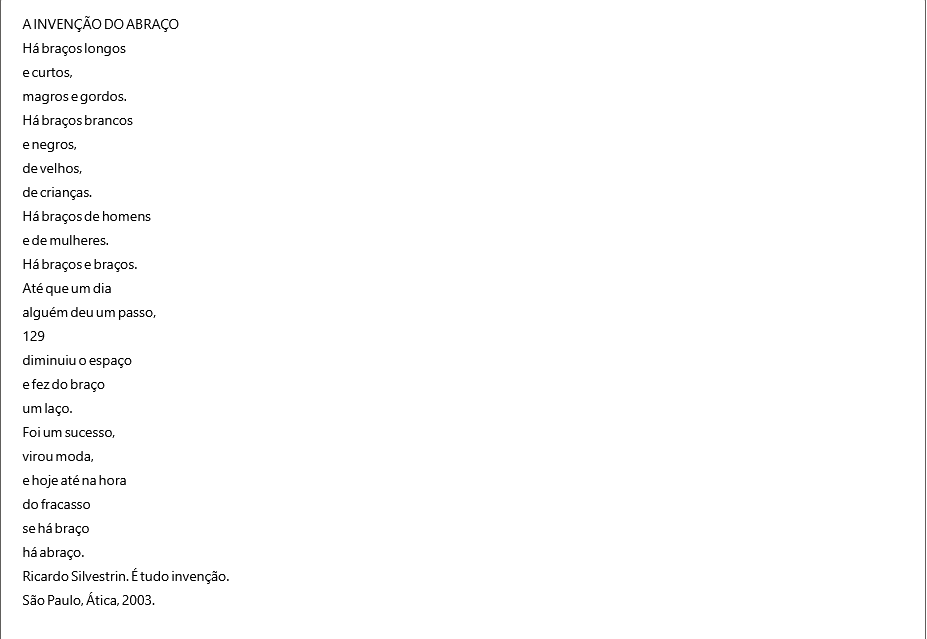 A INVENÇÃO DO ABRAÇO
Há braços longos
e curtos,
magros e gordos.
Há braços brancos
e negros,
de velhos,
de crianças.
Há braços de homens
e de mulheres.
Há braços e braços.
Até que um dia
alguém deu um passo,
129
diminuiu o espaço
e fez do braço
um laço.
Foi um sucesso,
virou moda,
e hoje até na hora
do fracasso
se há braço
há abraço.
Ricardo Silvestrin. É tudo invenção.
São Paulo, Ática, 2003.